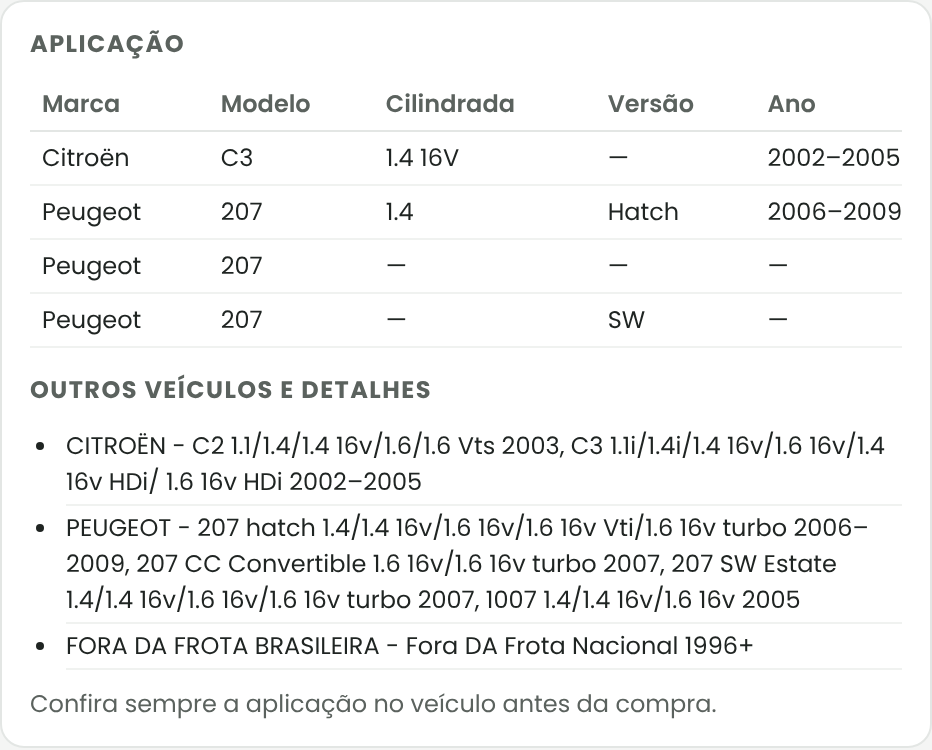 APLICAÇÃO
Marca Modelo Cilindrada Versão Ano
Citroën C3 1.4 16V — 2002–2005
Peugeot 207 1.4 Hatch 2006–2009
Peugeot 207 — — —
Peugeot 207 — SW —
OUTROS VEÍCULOS E DETALHES
• CITROËN - C2 1.1/1.4/1.4 16v/1.6/1.6 Vts 2003, C3 1.1i/1.4i/1.4 16v/1.6 16v/1.4
16v HDi/ 1.6 16v HDi 2002–2005
• PEUGEOT - 207 hatch 1.4/1.4 16v/1.6 16v/1.6 16v Vti/1.6 16v turbo 2006–
2009, 207 CC Convertible 1.6 16v/1.6 16v turbo 2007, 207 SW Estate
1.4/1.4 16v/1.6 16v/1.6 16v turbo 2007, 1007 1.4/1.4 16v/1.6 16v 2005
• FORA DA FROTA BRASILEIRA - Fora DA Frota Nacional 1996+
Confira sempre a aplicação no veículo antes da compra.